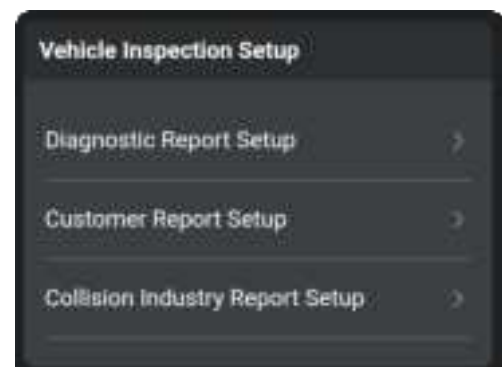 Vehicle Inspection Setup
Diagnostic Report Setup
Customer Report Setup
Collision Industry Report Setup